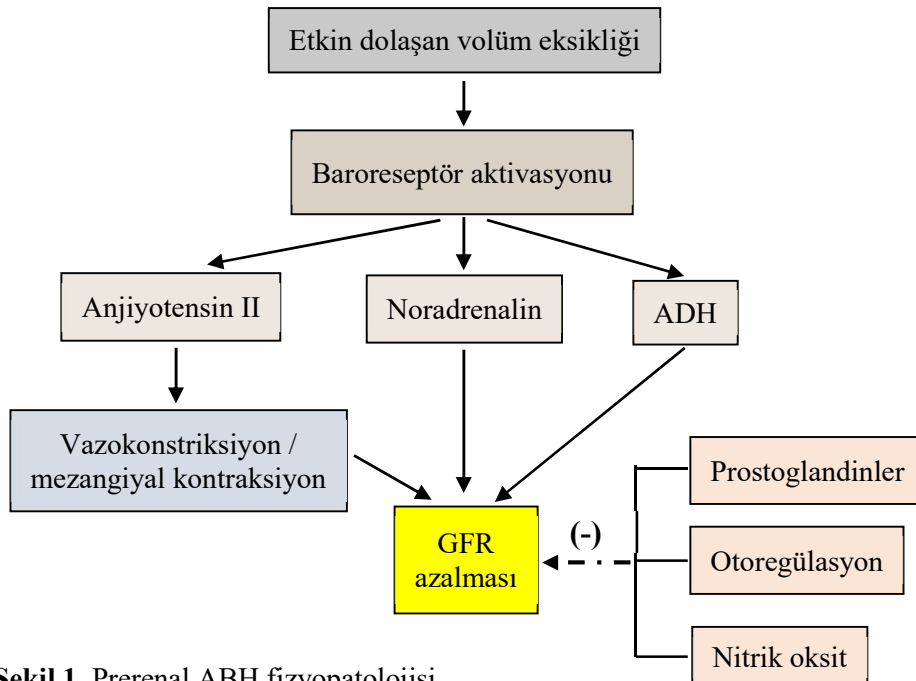 Etkin dolaşan volüm eksikliği
Baroreseptör aktivasyonu
Anjiyotensin II
Noradrenalin
ADH
Vazokonstriksiyon /
mezangiyal kontraksiyon
Prostoglandinler
(-)
GFR
azalması
Otoregülasyon
Nitrik oksit
Şekil 1. Prerenal ABH fizyopatolojisi